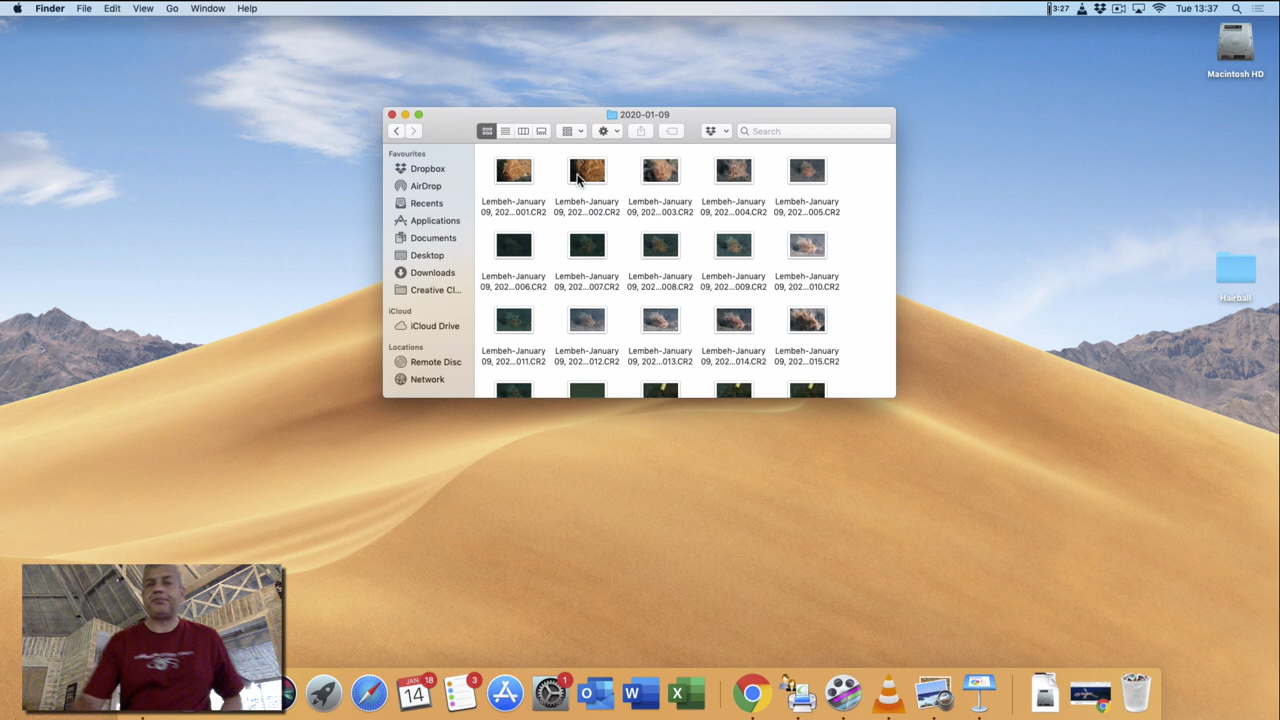 Finder File Edit View Go Window Help
3:27 Tue 13:37
Macintosh HD
2020-01-09
Search
Favourites
Dropbox
AirDrop
Recents
Applications
Documents
Desktop
Downloads
Creative Cl...
iCloud
iCloud Drive
Locations
Remote Disc
Network
Lembeh-January Lembeh-January Lembeh-January Lembeh-January Lembeh-January
09, 202...001.CR2 09, 202...002.CR2 09, 202...003.CR2 09, 202...004.CR2 09, 202...005.CR2
Lembeh-January Lembeh-January Lembeh-January Lembeh-January Lembeh-January
09, 202...006.CR2 09, 202...007.CR2 09, 202...008.CR2 09, 202...009.CR2 09, 202...010.CR2
Lembeh-January Lembeh-January Lembeh-January Lembeh-January Lembeh-January
09, 202...011.CR2 09, 202...012.CR2 09, 202...013.CR2 09, 202...014.CR2 09, 202...015.CR2
Hairball
JAN 18
14
3
1
O
W
X